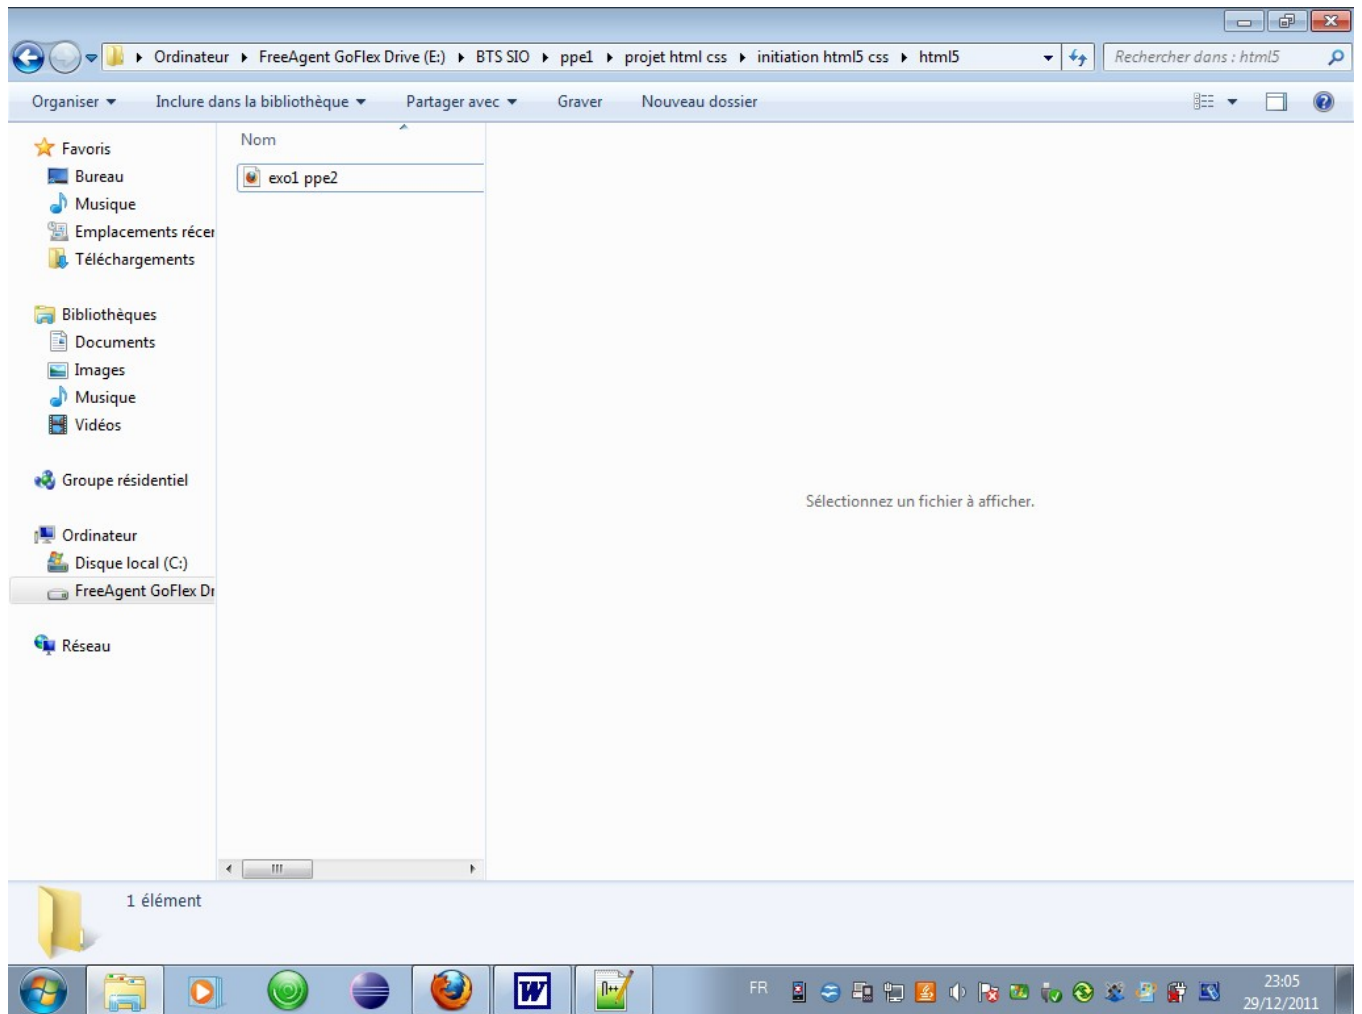 Ordinateur FreeAgent GoFlex Drive (E:) BTS SIO ppe1 projet html css initiation html5 css html5
Rechercher dans : html5
Organiser Inclure dans la bibliothèque Partager avec Graver Nouveau dossier
Favoris
Bureau
Musique
Emplacements récen
Téléchargements
Bibliothèques
Documents
Images
Musique
Vidéos
Groupe résidentiel
Ordinateur
Disque local (C:)
FreeAgent GoFlex Dr
Réseau
Nom
exo1 ppe2
Sélectionnez un fichier à afficher.
1 élément
W
n++
FR
23:05
29/12/2011